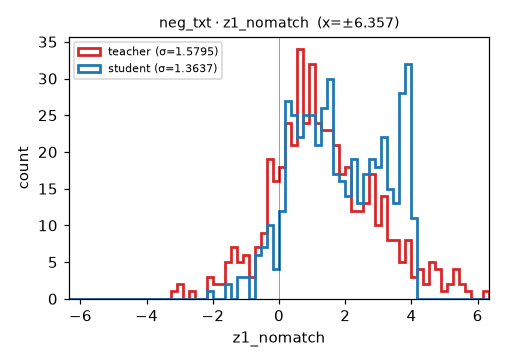 neg_txt · z1_nomatch  (x=±6.357)
teacher (σ=1.5795)
student (σ=1.3637)
count
35
30
25
20
15
10
5
0
−6 −4 −2 0 2 4 6
z1_nomatch